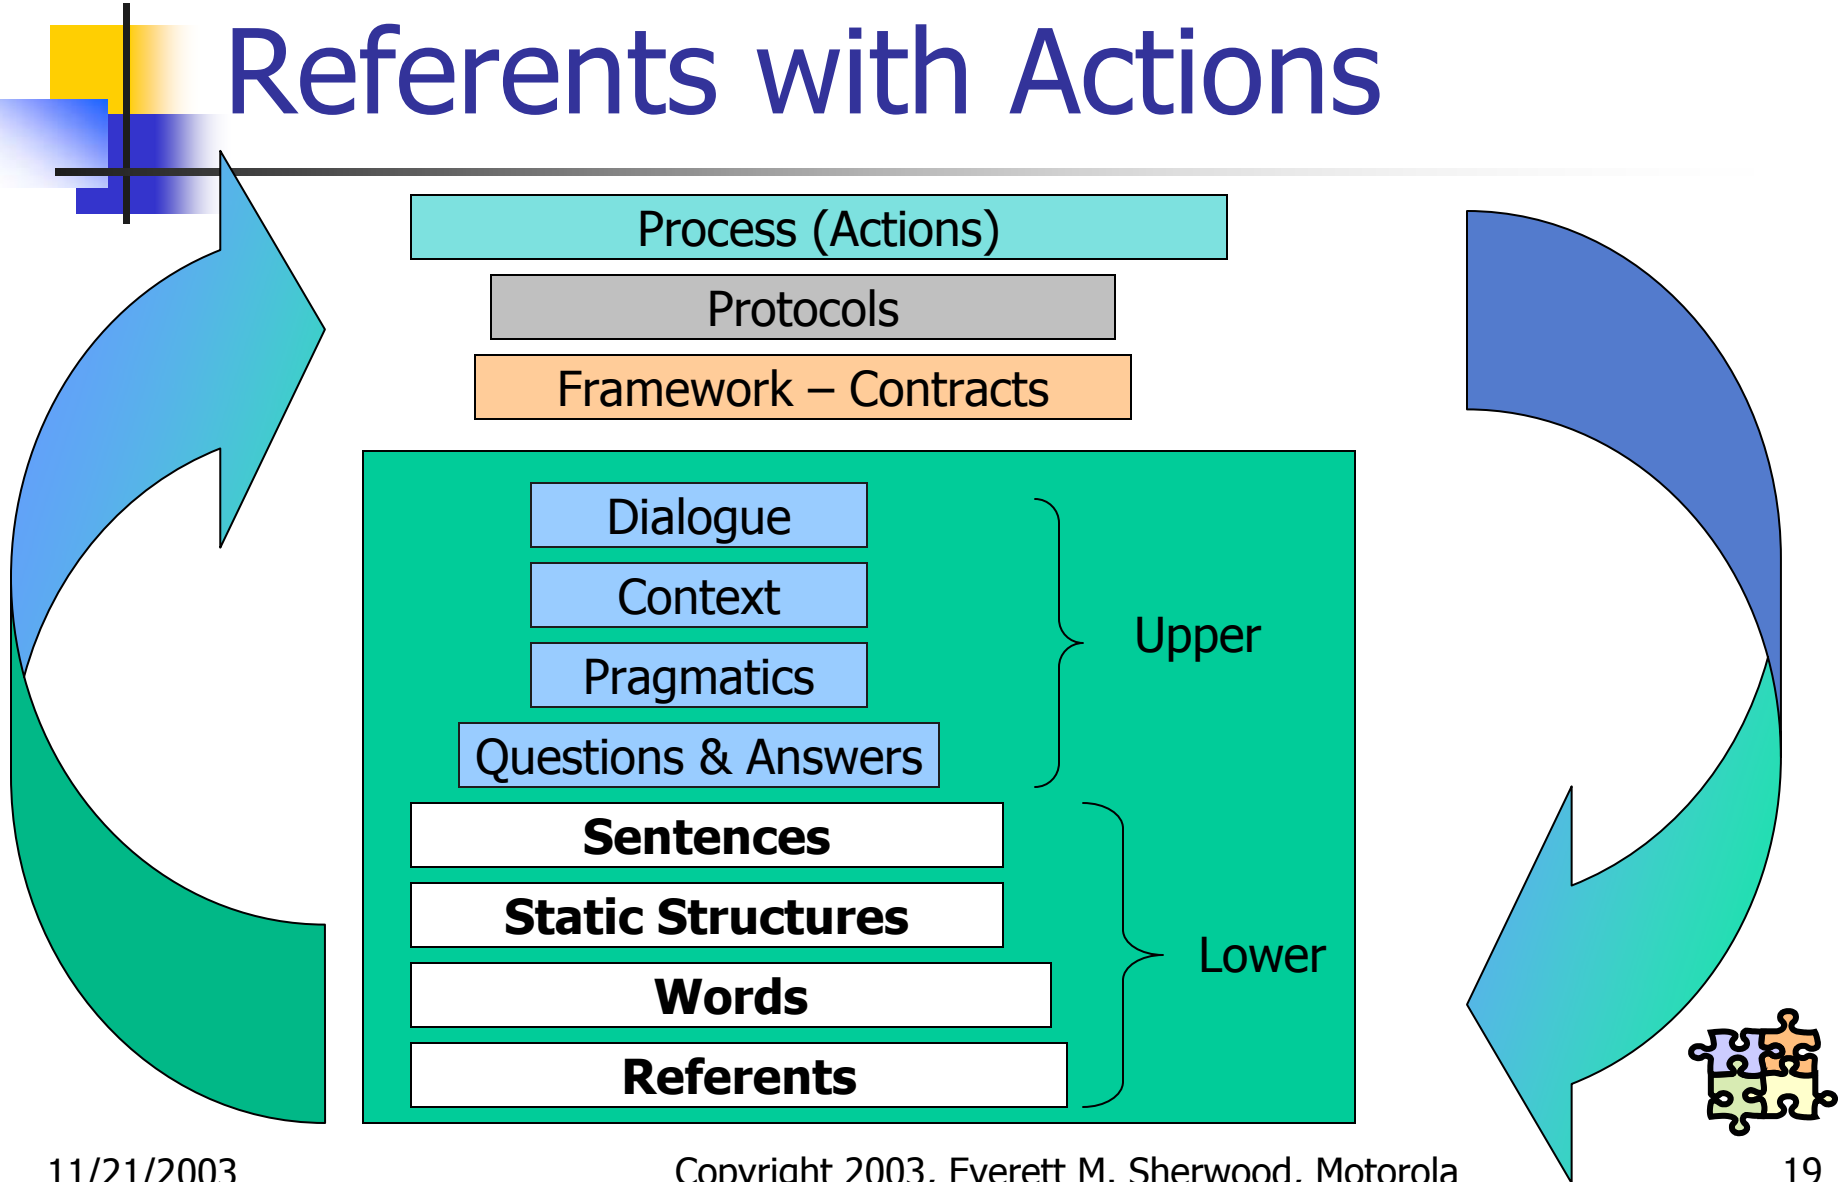 Referents with Actions
Process (Actions)
Protocols
Framework – Contracts
Dialogue
Context
Pragmatics
Questions & Answers
Upper
Sentences
Static Structures
Words
Referents
Lower
11/21/2003
Copyright 2003, Everett M. Sherwood, Motorola
19